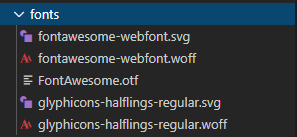 fonts
fontawesome-webfont.svg
fontawesome-webfont.woff
FontAwesome.otf
glyphicons-halflings-regular.svg
glyphicons-halflings-regular.woff